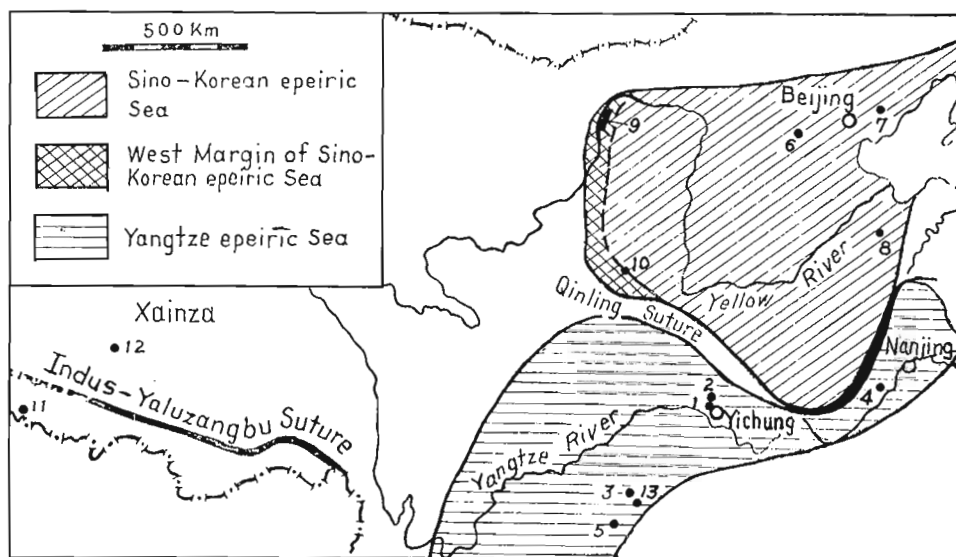 500 Km
Sino-Korean epeiric
Sea
West Margin of Sino-
Korean epeiric Sea
Yangtze epeiric Sea
Beijing
7
6
9
8
10
Qinling Suture
Yellow River
Xainza
12
Indus-Yaluzangbu Suture
11
Nanjing
4
2
1
Yichung
Yangtze River
3
13
5